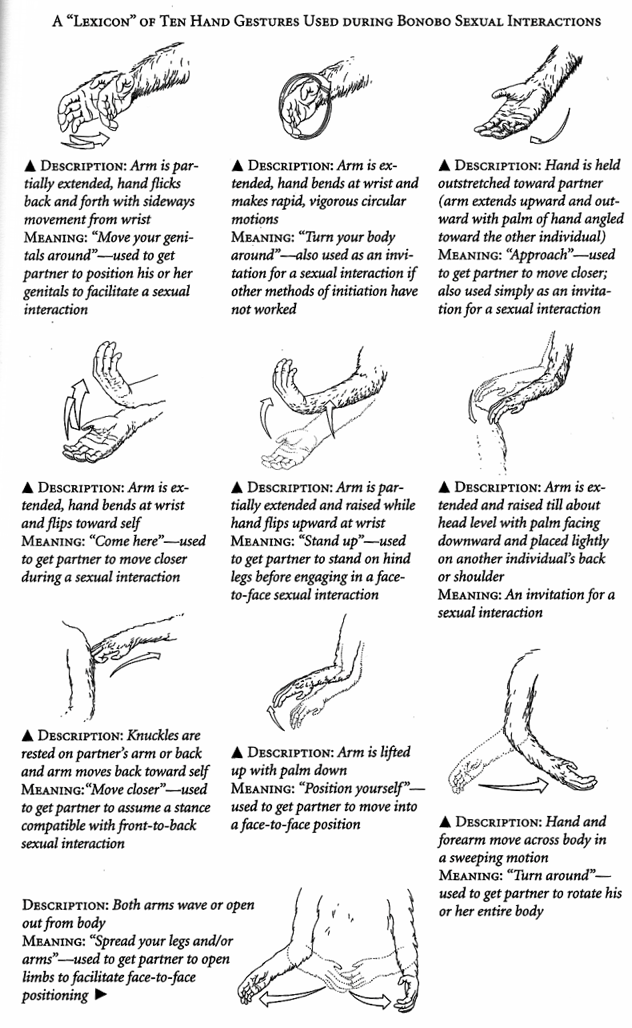 A “LEXICON” OF TEN HAND GESTURES USED DURING BONOBO SEXUAL INTERACTIONS
▲ DESCRIPTION: Arm is par-
tially extended, hand flicks
back and forth with sideways
movement from wrist
MEANING: “Move your geni-
tals around”—used to get
partner to position his or her
genitals to facilitate a sexual
interaction
▲ DESCRIPTION: Arm is ex-
tended, hand bends at wrist and
makes rapid, vigorous circular
motions
MEANING: “Turn your body
around”—also used as an invi-
tation for a sexual interaction if
other methods of initiation have
not worked
▲ DESCRIPTION: Hand is held
outstretched toward partner
(arm extends upward and out-
ward with palm of hand angled
toward the other individual)
MEANING: “Approach”—used
to get partner to move closer;
also used simply as an invita-
tion for a sexual interaction
▲ DESCRIPTION: Arm is ex-
tended, hand bends at wrist
and flips toward self
MEANING: “Come here”—used
to get partner to move closer
during a sexual interaction
▲ DESCRIPTION: Arm is par-
tially extended and raised while
hand flips upward at wrist
MEANING: “Stand up”—used
to get partner to stand on hind
legs before engaging in a face-
to-face sexual interaction
▲ DESCRIPTION: Arm is ex-
tended and raised till about
head level with palm facing
downward and placed lightly
on another individual’s back
or shoulder
MEANING: An invitation for a
sexual interaction
▲ DESCRIPTION: Knuckles are
rested on partner’s arm or back
and arm moves back toward self
MEANING:“Move closer”—used
to get partner to assume a stance
compatible with front-to-back
sexual interaction
▲ DESCRIPTION: Arm is lifted
up with palm down
MEANING: “Position yourself”—
used to get partner to move into
a face-to-face position
▲ DESCRIPTION: Hand and
forearm move across body in
a sweeping motion
MEANING: “Turn around”—
used to get partner to rotate his
or her entire body
DESCRIPTION: Both arms wave or open
out from body
MEANING: “Spread your legs and/or
arms”—used to get partner to open
limbs to facilitate face-to-face
positioning ▶